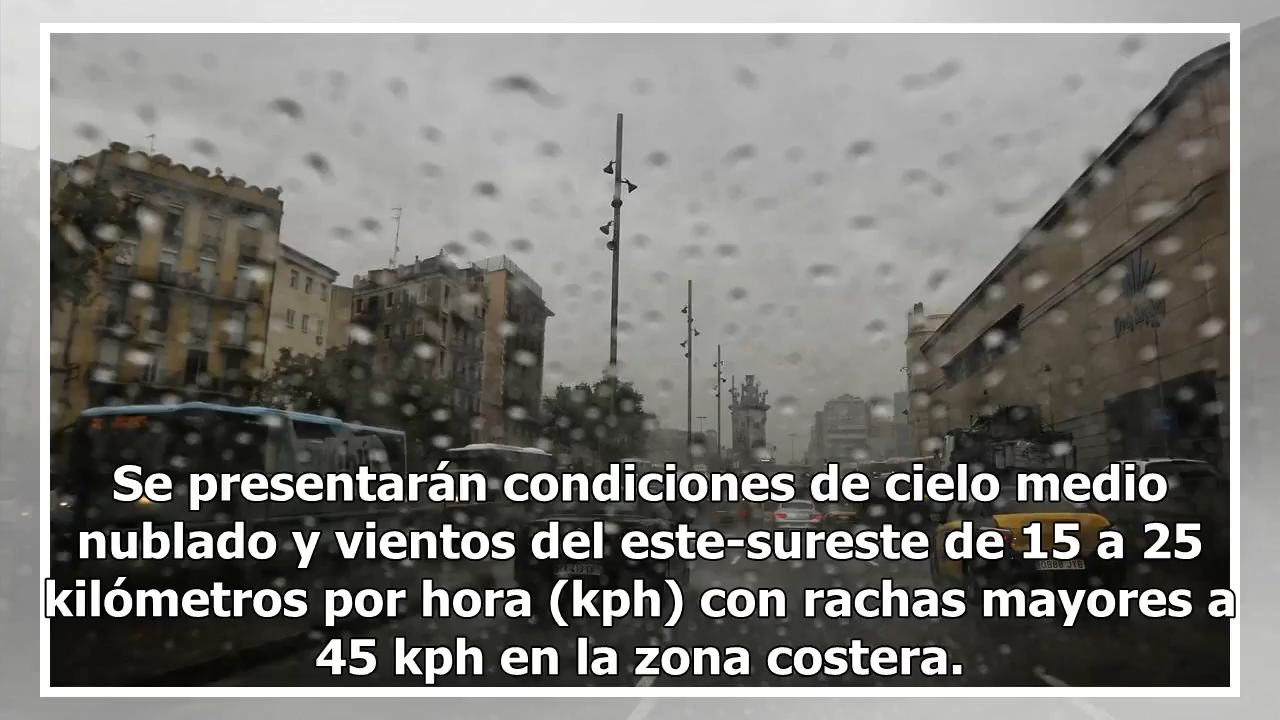 Se presentarán condiciones de cielo medio
nublado y vientos del este-sureste de 15 a 25
kilómetros por hora (kph) con rachas mayores a
45 kph en la zona costera.